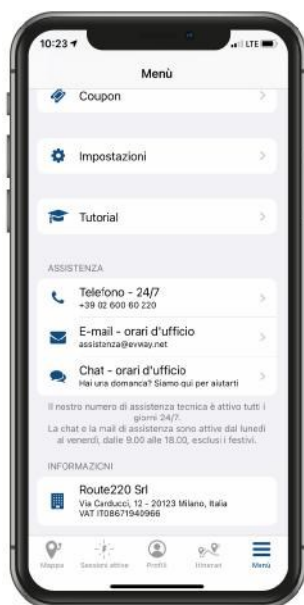 10:23
LTE
Menù
Coupon
Impostazioni
Tutorial
ASSISTENZA
Telefono - 24/7
+39 02 600 60 220
E-mail - orari d'ufficio
assistenza@evway.net
Chat - orari d'ufficio
Hai una domanda? Siamo qui per aiutarti
Il nostro numero di assistenza tecnica è attivo tutti i
giorni 24/7.
La chat e la mail di assistenza sono attive dal lunedì
al venerdì, dalle 9.00 alle 18.00, esclusi i festivi.
INFORMAZIONI
Route220 Srl
Via Carducci, 12 - 20123 Milano, Italia
VAT IT08671940966
Mappa
Sessioni attive
Profili
Itinerari
Menù